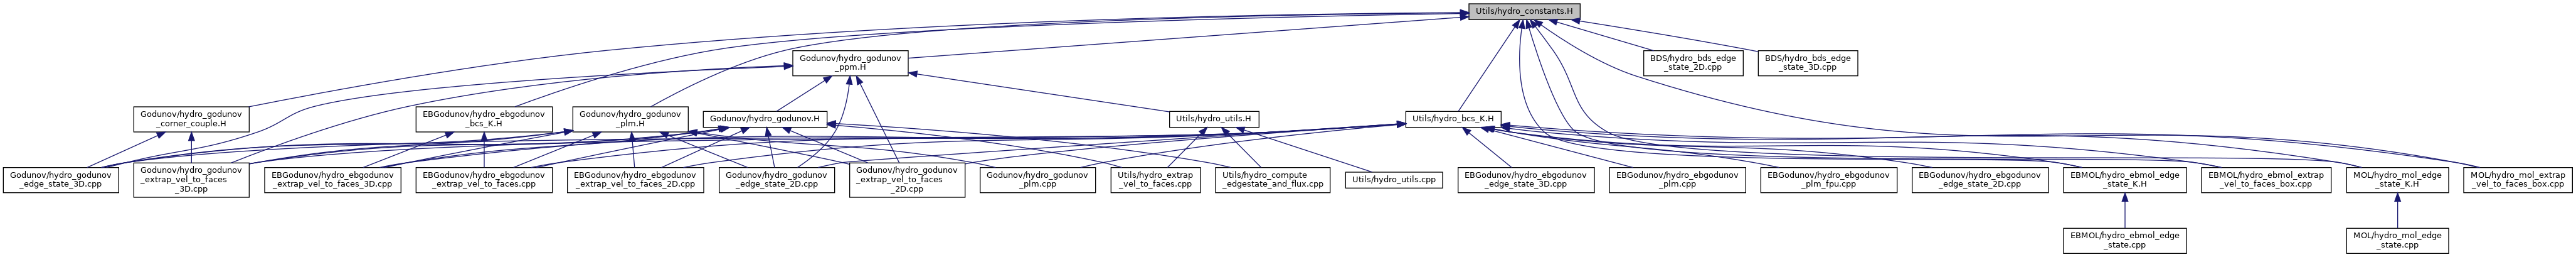 Utils/hydro_constants.H
Godunov/hydro_godunov
_ppm.H
BDS/hydro_bds_edge
_state_2D.cpp
BDS/hydro_bds_edge
_state_3D.cpp
Godunov/hydro_godunov
_corner_couple.H
EBGodunov/hydro_ebgodunov
_bcs_K.H
Godunov/hydro_godunov
_plm.H
Godunov/hydro_godunov.H
Utils/hydro_utils.H
Utils/hydro_bcs_K.H
Godunov/hydro_godunov
_edge_state_3D.cpp
Godunov/hydro_godunov
_extrap_vel_to_faces
_3D.cpp
EBGodunov/hydro_ebgodunov
_extrap_vel_to_faces_3D.cpp
EBGodunov/hydro_ebgodunov
_extrap_vel_to_faces.cpp
EBGodunov/hydro_ebgodunov
_extrap_vel_to_faces_2D.cpp
Godunov/hydro_godunov
_edge_state_2D.cpp
Godunov/hydro_godunov
_extrap_vel_to_faces
_2D.cpp
Godunov/hydro_godunov
_plm.cpp
Utils/hydro_extrap
_vel_to_faces.cpp
Utils/hydro_compute
_edgestate_and_flux.cpp
Utils/hydro_utils.cpp
EBGodunov/hydro_ebgodunov
_edge_state_3D.cpp
EBGodunov/hydro_ebgodunov
_plm.cpp
EBGodunov/hydro_ebgodunov
_plm_fpu.cpp
EBGodunov/hydro_ebgodunov
_edge_state_2D.cpp
EBMOL/hydro_ebmol_edge
_state_K.H
EBMOL/hydro_ebmol_extrap
_vel_to_faces_box.cpp
MOL/hydro_mol_edge
_state_K.H
MOL/hydro_mol_extrap
_vel_to_faces_box.cpp
EBMOL/hydro_ebmol_edge
_state.cpp
MOL/hydro_mol_edge
_state.cpp